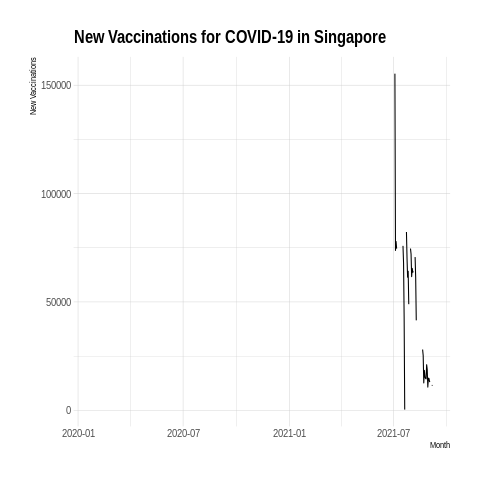 New Vaccinations for COVID-19 in Singapore
New Vaccinations
150000
100000
50000
0
2020-01 2020-07 2021-01 2021-07
Month